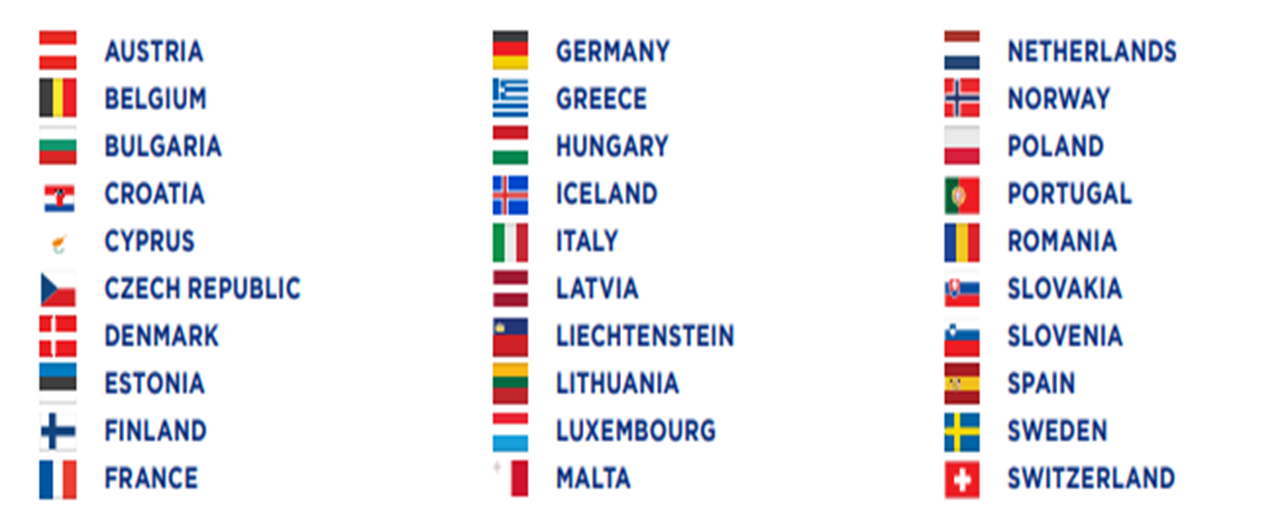 AUSTRIA
BELGIUM
BULGARIA
CROATIA
CYPRUS
CZECH REPUBLIC
DENMARK
ESTONIA
FINLAND
FRANCE
GERMANY
GREECE
HUNGARY
ICELAND
ITALY
LATVIA
LIECHTENSTEIN
LITHUANIA
LUXEMBOURG
MALTA
NETHERLANDS
NORWAY
POLAND
PORTUGAL
ROMANIA
SLOVAKIA
SLOVENIA
SPAIN
SWEDEN
SWITZERLAND